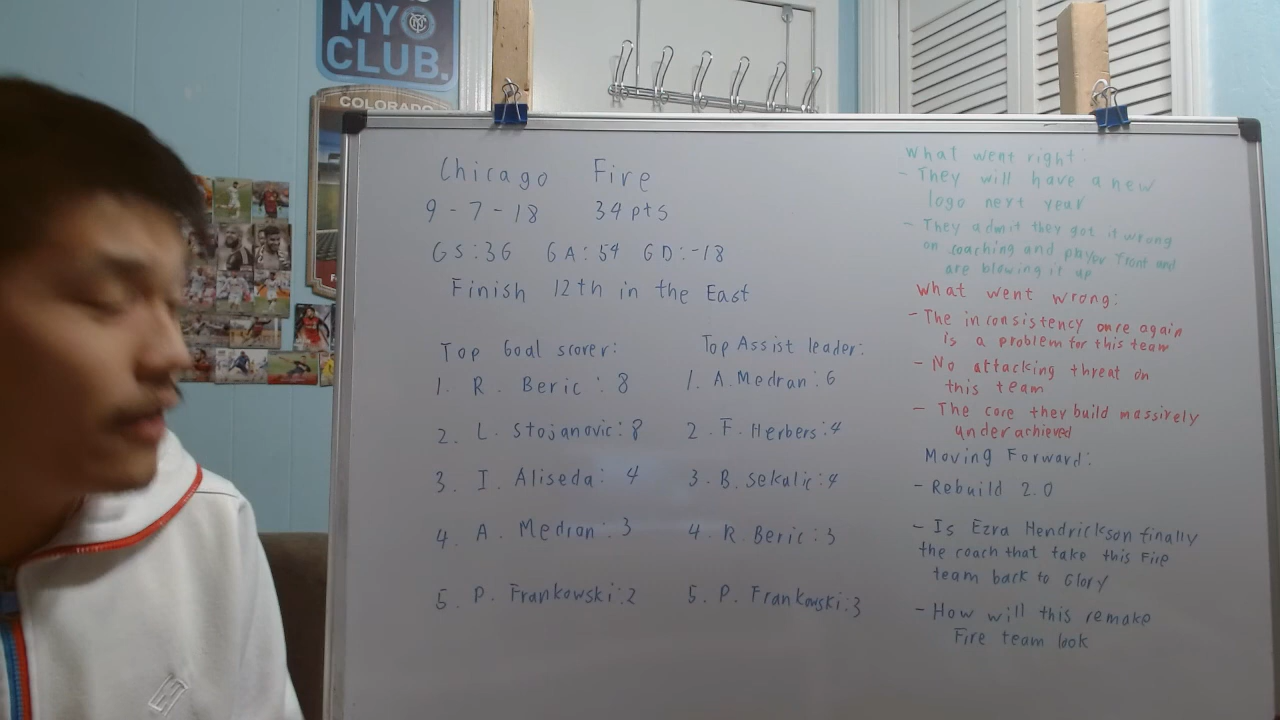 MY
CLUB.
COLORADO
Chicago Fire
9-7-18 34pts
GS:36 GA:54 GD:-18
Finish 12th in the East
Top Goal scorer:
1. R. Beric: 8
2. L. Stojanovic: 8
3. I. Aliseda: 4
4. A. Medran: 3
5. P. Frankowski: 2
Top Assist leader:
1. A. Medran: 6
2. F. Herbers: 4
3. B. Sekalic: 4
4. R. Beric: 3
5. P. Frankowski: 3
What went right:
- They will have a new
logo next year
- They admit they got it wrong
on coaching and player front and
are blowing it up
What went wrong:
- The inconsistency once again
is a problem for this team
- No attacking threat on
this team
- The core they build massively
underachieved
Moving Forward:
- Rebuild 2.0
- Is Ezra Hendrickson finally
the coach that take this Fire
team back to Glory
- How will this remake
Fire team look